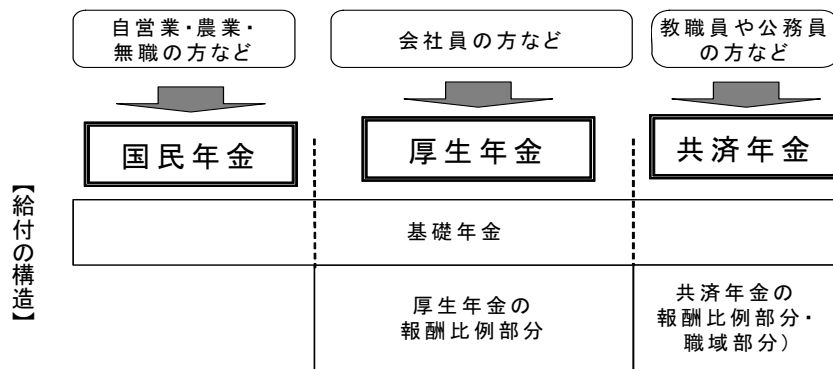 自営業・農業・
無職の方など
会社員の方など
教職員や公務員
の方など
国民年金
厚生年金
共済年金
【給付の構造】
基礎年金
厚生年金の
報酬比例部分
共済年金の
報酬比例部分・
職域部分）